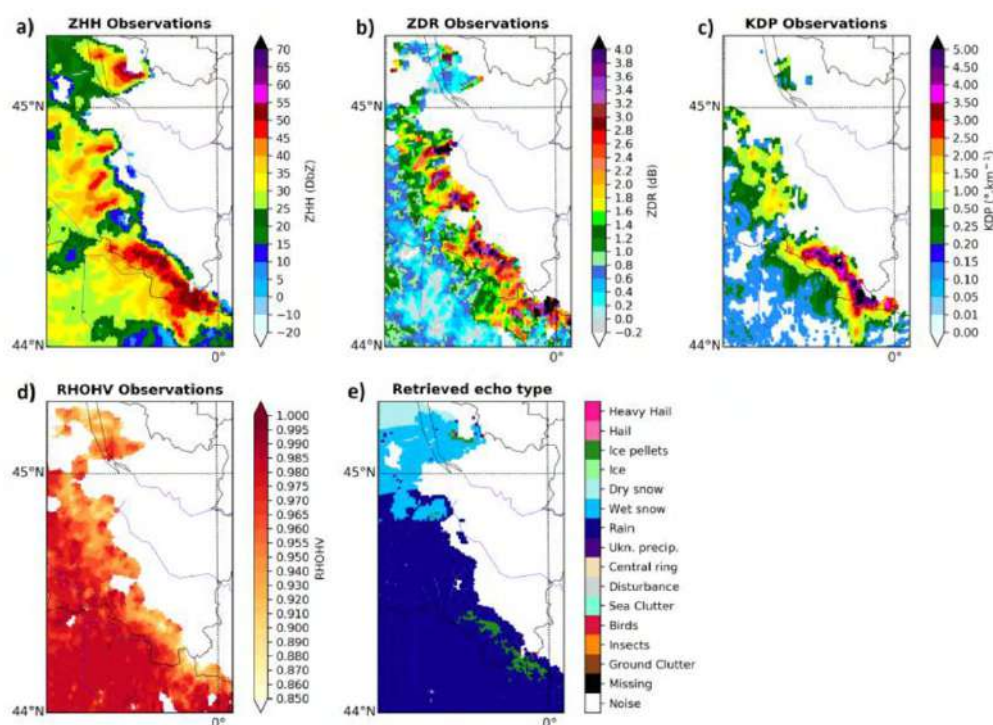 a) ZHH Observations
45°N
44°N
0°
70
65
60
55
50
45
40
35
30
25
20
15
10
5
0
−10
−20
ZHH (DbZ)
b) ZDR Observations
4.0
3.8
3.6
3.4
3.2
3.0
2.8
2.6
2.4
2.2
2.0
1.8
1.6
1.4
1.2
1.0
0.8
0.6
0.4
0.2
0.0
−0.2
ZDR (dB)
c) KDP Observations
45°N
44°N
0°
5.00
4.50
4.00
3.50
3.00
2.00
1.00
0.50
0.25
0.20
0.15
0.10
0.05
0.01
0.00
KDP (°.km⁻¹)
d) RHOHV Observations
45°N
44°N
0°
1.000
0.995
0.990
0.985
0.980
0.975
0.970
0.965
0.960
0.955
0.950
0.940
0.930
0.920
0.910
0.900
0.890
0.880
0.870
0.860
0.850
RHOHV
e) Retrieved echo type
45°N
44°N
0°
Heavy Hail
Hail
Ice pellets
Ice
Dry snow
Wet snow
Rain
Ukn. precip.
Central ring
Disturbance
Sea Clutter
Birds
Insects
Ground Clutter
Missing
Noise